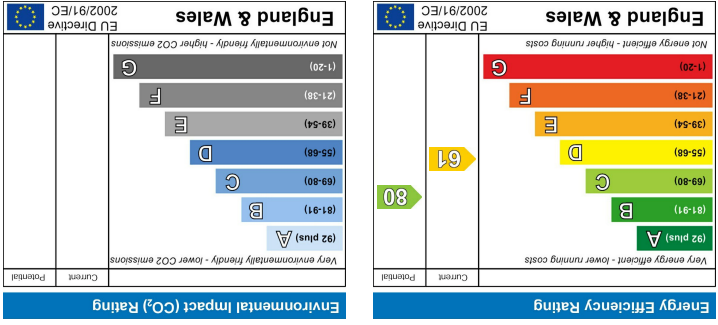 Energy Efficiency Rating
Current
Potential
Very energy efficient - lower running costs
(92 plus) A
(81-91) B
(69-80) C
(55-68) D
(39-54) E
(21-38) F
(1-20) G
Not energy efficient - higher running costs
61
80
England & Wales
EU Directive
2002/91/EC
Environmental Impact (CO₂) Rating
Current
Potential
Very environmentally friendly - lower CO2 emissions
(92 plus) A
(81-91) B
(69-80) C
(55-68) D
(39-54) E
(21-38) F
(1-20) G
Not environmentally friendly - higher CO2 emissions
England & Wales
EU Directive
2002/91/EC